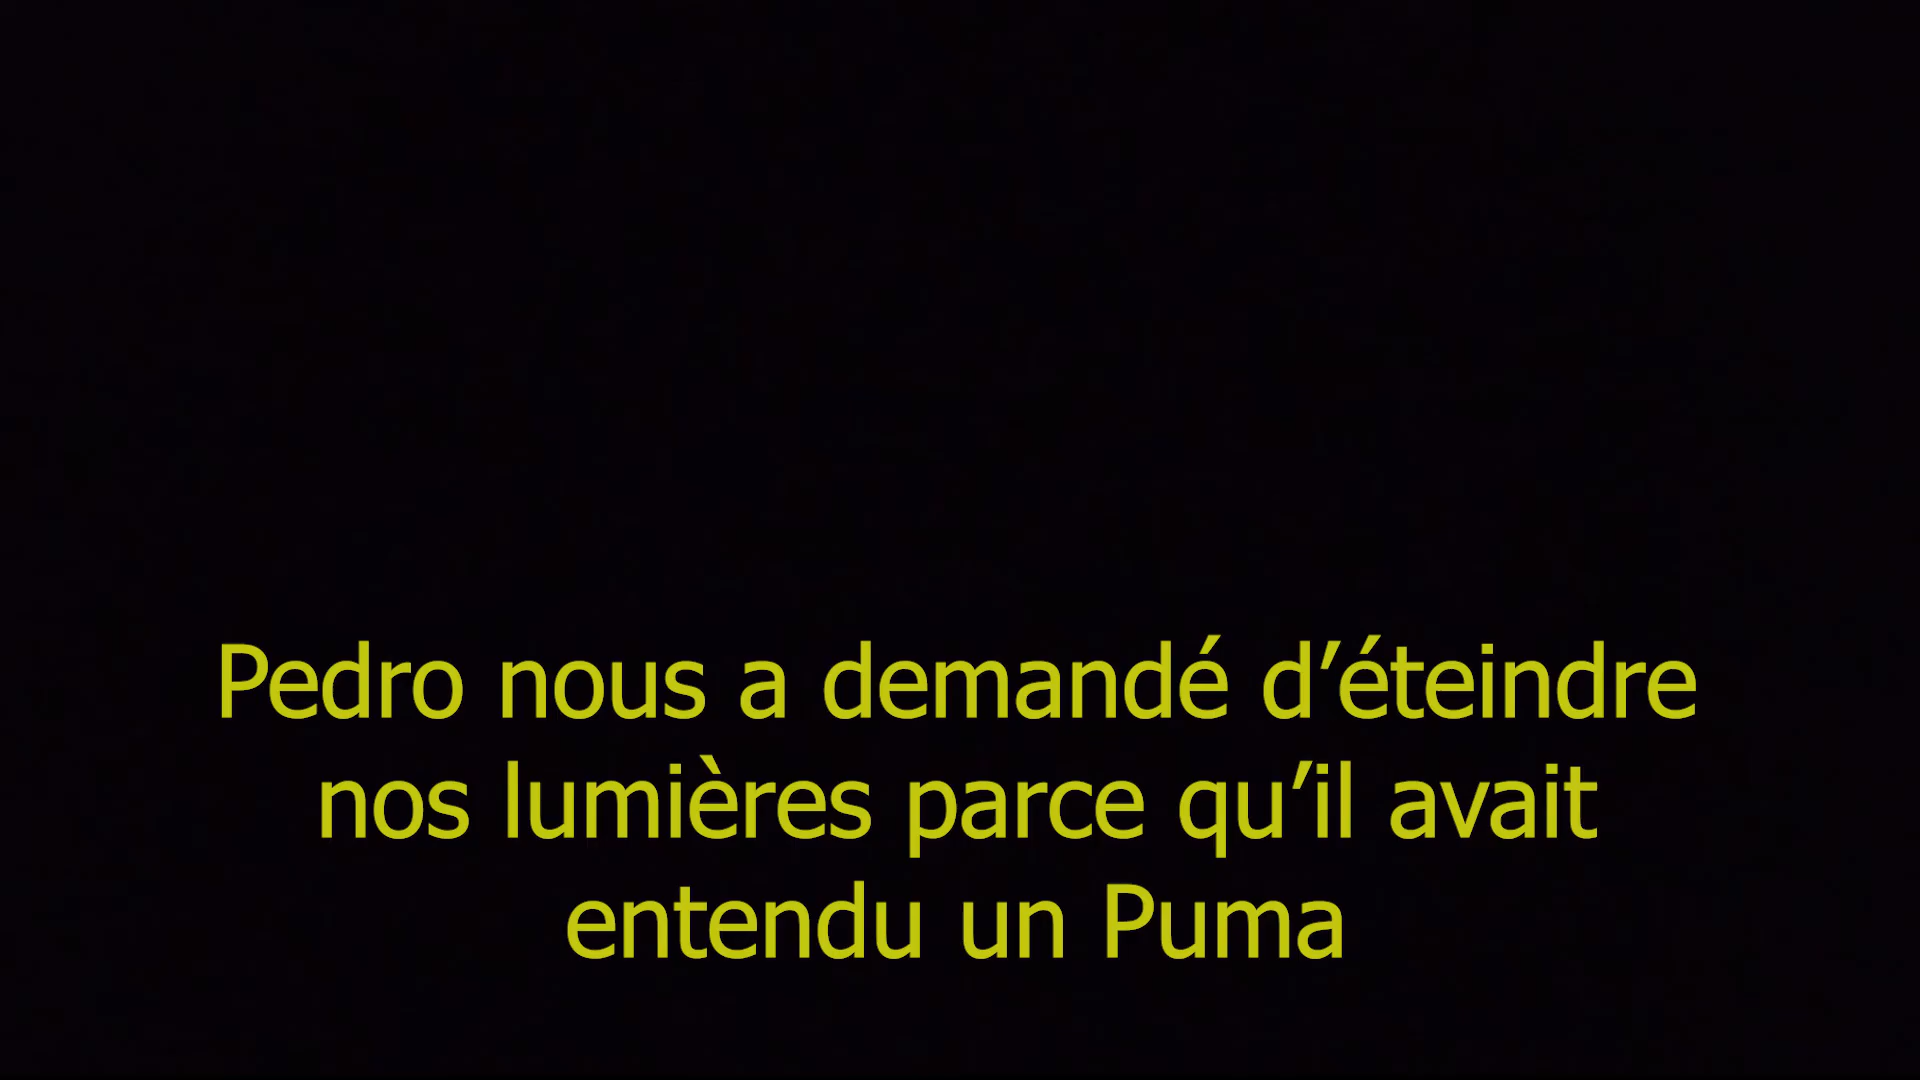 Pedro nous a demandé d’éteindre
nos lumières parce qu’il avait
entendu un Puma